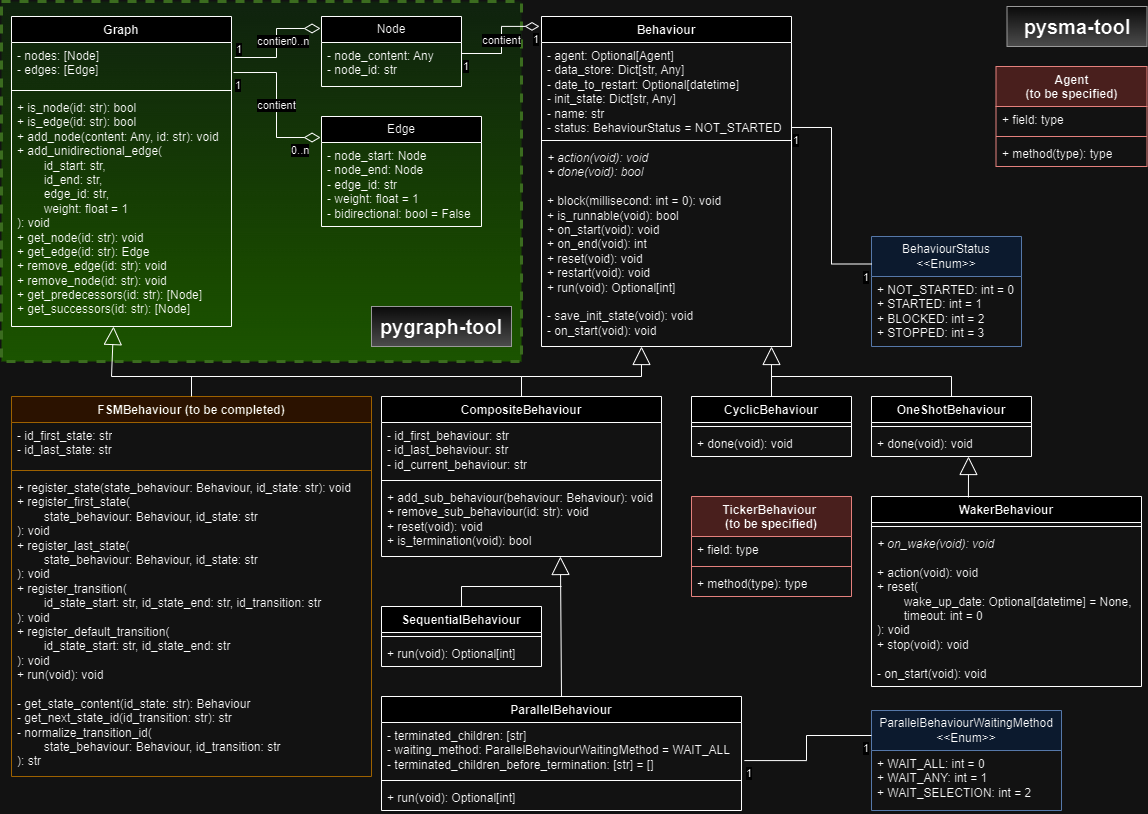 Graph
- nodes: [Node]
- edges: [Edge]
+ is_node(id: str): bool
+ is_edge(id: str): bool
+ add_node(content: Any, id: str): void
+ add_unidirectional_edge(
id_start: str,
id_end: str,
edge_id: str,
weight: float = 1
): void
+ get_node(id: str): void
+ get_edge(id: str): Edge
+ remove_edge(id: str): void
+ remove_node(id: str): void
+ get_predecessors(id: str): [Node]
+ get_successors(id: str): [Node]
1
contien
0..n
1
contient
0..n
Node
- node_content: Any
- node_id: str
1
contient
1
Edge
- node_start: Node
- node_end: Node
- edge_id: str
- weight: float = 1
- bidirectional: bool = False
pygraph-tool
Behaviour
- agent: Optional[Agent]
- data_store: Dict[str, Any]
- date_to_restart: Optional[datetime]
- init_state: Dict[str, Any]
- name: str
- status: BehaviourStatus = NOT_STARTED
+ action(void): void
+ done(void): bool
+ block(millisecond: int = 0): void
+ is_runnable(void): bool
+ on_start(void): void
+ on_end(void): int
+ reset(void): void
+ restart(void): void
+ run(void): Optional[int]
- save_init_state(void): void
- on_start(void): void
1
1
pysma-tool
Agent
(to be specified)
+ field: type
+ method(type): type
BehaviourStatus
<<Enum>>
+ NOT_STARTED: int = 0
+ STARTED: int = 1
+ BLOCKED: int = 2
+ STOPPED: int = 3
FSMBehaviour (to be completed)
- id_first_state: str
- id_last_state: str
+ register_state(state_behaviour: Behaviour, id_state: str): void
+ register_first_state(
state_behaviour: Behaviour, id_state: str
): void
+ register_last_state(
state_behaviour: Behaviour, id_state: str
): void
+ register_transition(
id_state_start: str, id_state_end: str, id_transition: str
): void
+ register_default_transition(
id_state_start: str, id_state_end: str
): void
+ run(void): void
- get_state_content(id_state: str): Behaviour
- get_next_state_id(id_transition: str): str
- normalize_transition_id(
state_behaviour: Behaviour, id_transition: str
): str
CompositeBehaviour
- id_first_behaviour: str
- id_last_behaviour: str
- id_current_behaviour: str
+ add_sub_behaviour(behaviour: Behaviour): void
+ remove_sub_behaviour(id: str): void
+ reset(void): void
+ is_termination(void): bool
CyclicBehaviour
+ done(void): void
OneShotBehaviour
+ done(void): void
TickerBehaviour
(to be specified)
+ field: type
+ method(type): type
WakerBehaviour
+ on_wake(void): void
+ action(void): void
+ reset(
wake_up_date: Optional[datetime] = None,
timeout: int = 0
): void
+ stop(void): void
- on_start(void): void
SequentialBehaviour
+ run(void): Optional[int]
ParallelBehaviour
- terminated_children: [str]
- waiting_method: ParallelBehaviourWaitingMethod = WAIT_ALL
- terminated_children_before_termination: [str] = []
+ run(void): Optional[int]
1
1
ParallelBehaviourWaitingMethod
<<Enum>>
+ WAIT_ALL: int = 0
+ WAIT_ANY: int = 1
+ WAIT_SELECTION: int = 2